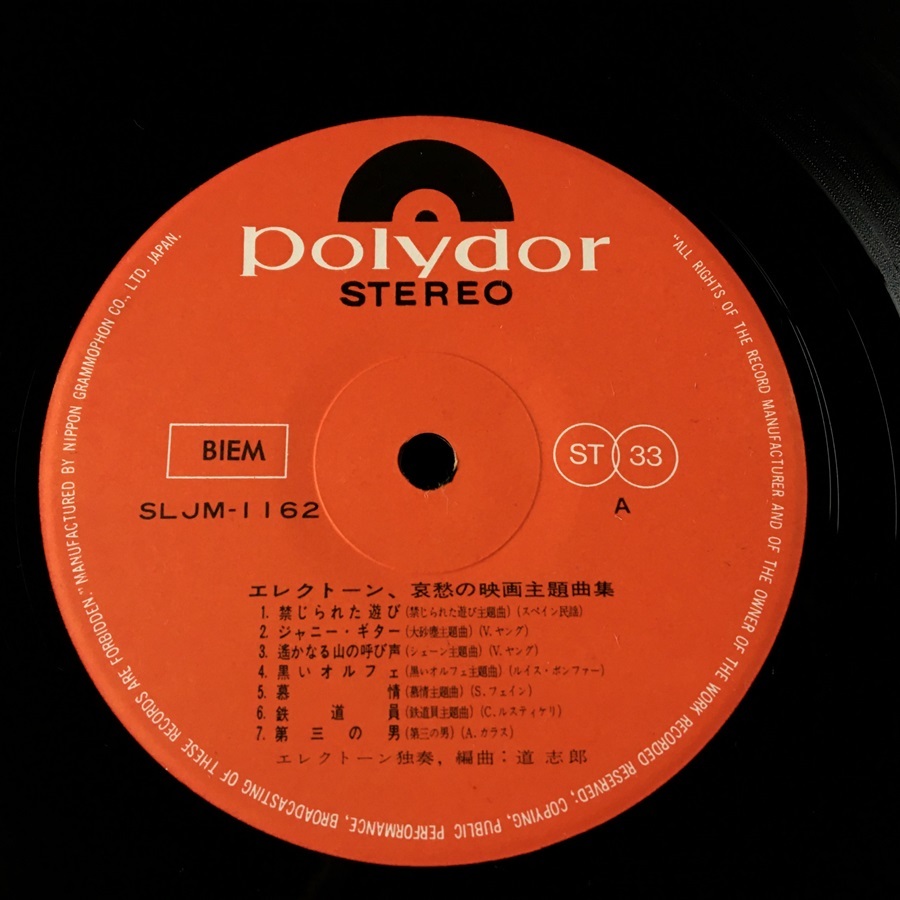 polydor
STEREO
BIEM
SLJM-1162
ST 33
A
エレクトーン、哀愁の映画主題曲集
1. 禁じられた遊び (禁じられた遊び主題曲) (スペイン民謡)
2. ジャニー・ギター (大砂塵主題曲) (V. ヤング)
3. 遙かなる山の呼び声 (シェーン主題曲) (V. ヤング)
4. 黒いオルフェ (黒いオルフェ主題曲) (ルイス・ボンファー)
5. 慕情 (慕情主題曲) (S. フェイン)
6. 鉄道員 (鉄道員主題曲) (C. ルスティケリ)
7. 第三の男 (第三の男) (A. カラス)
エレクトーン独奏, 編曲：道 志郎
"ALL RIGHTS OF THE RECORD MANUFACTURER AND OF THE OWNER OF THE WORK RECORDED RESERVED; COPYING, PUBLIC PERFORMANCE, BROADCASTING OF THESE RECORDS ARE FORBIDDEN." MANUFACTURED BY NIPPON GRAMMOPHON CO., LTD. JAPAN.